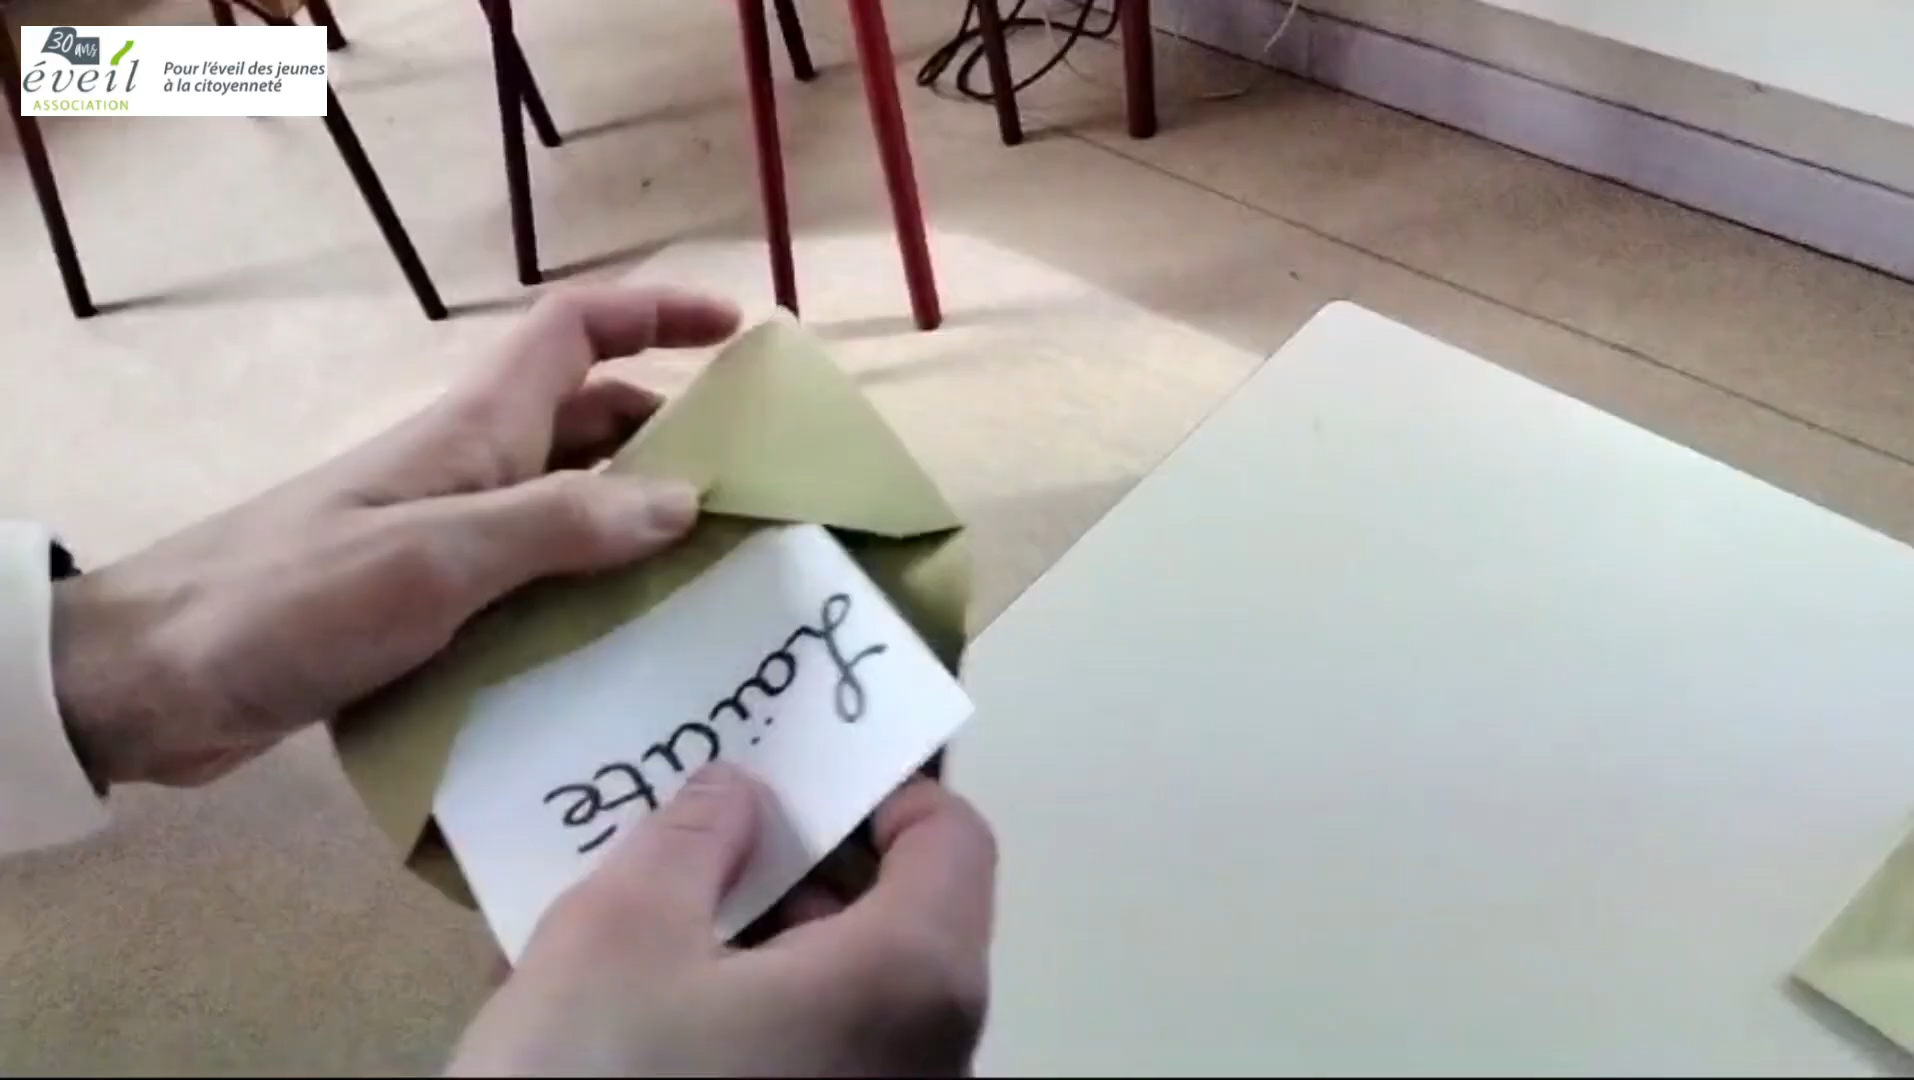 30 ans
éveil
ASSOCIATION
Pour l'éveil des jeunes
à la citoyenneté
Laïcité